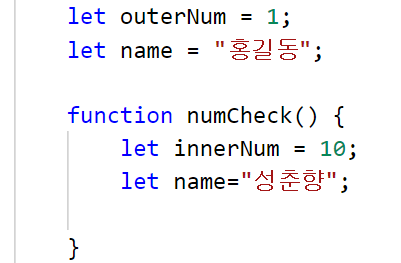 let outerNum = 1;
let name = "홍길동";
function numCheck() {
let innerNum = 10;
let name="성춘향";
}